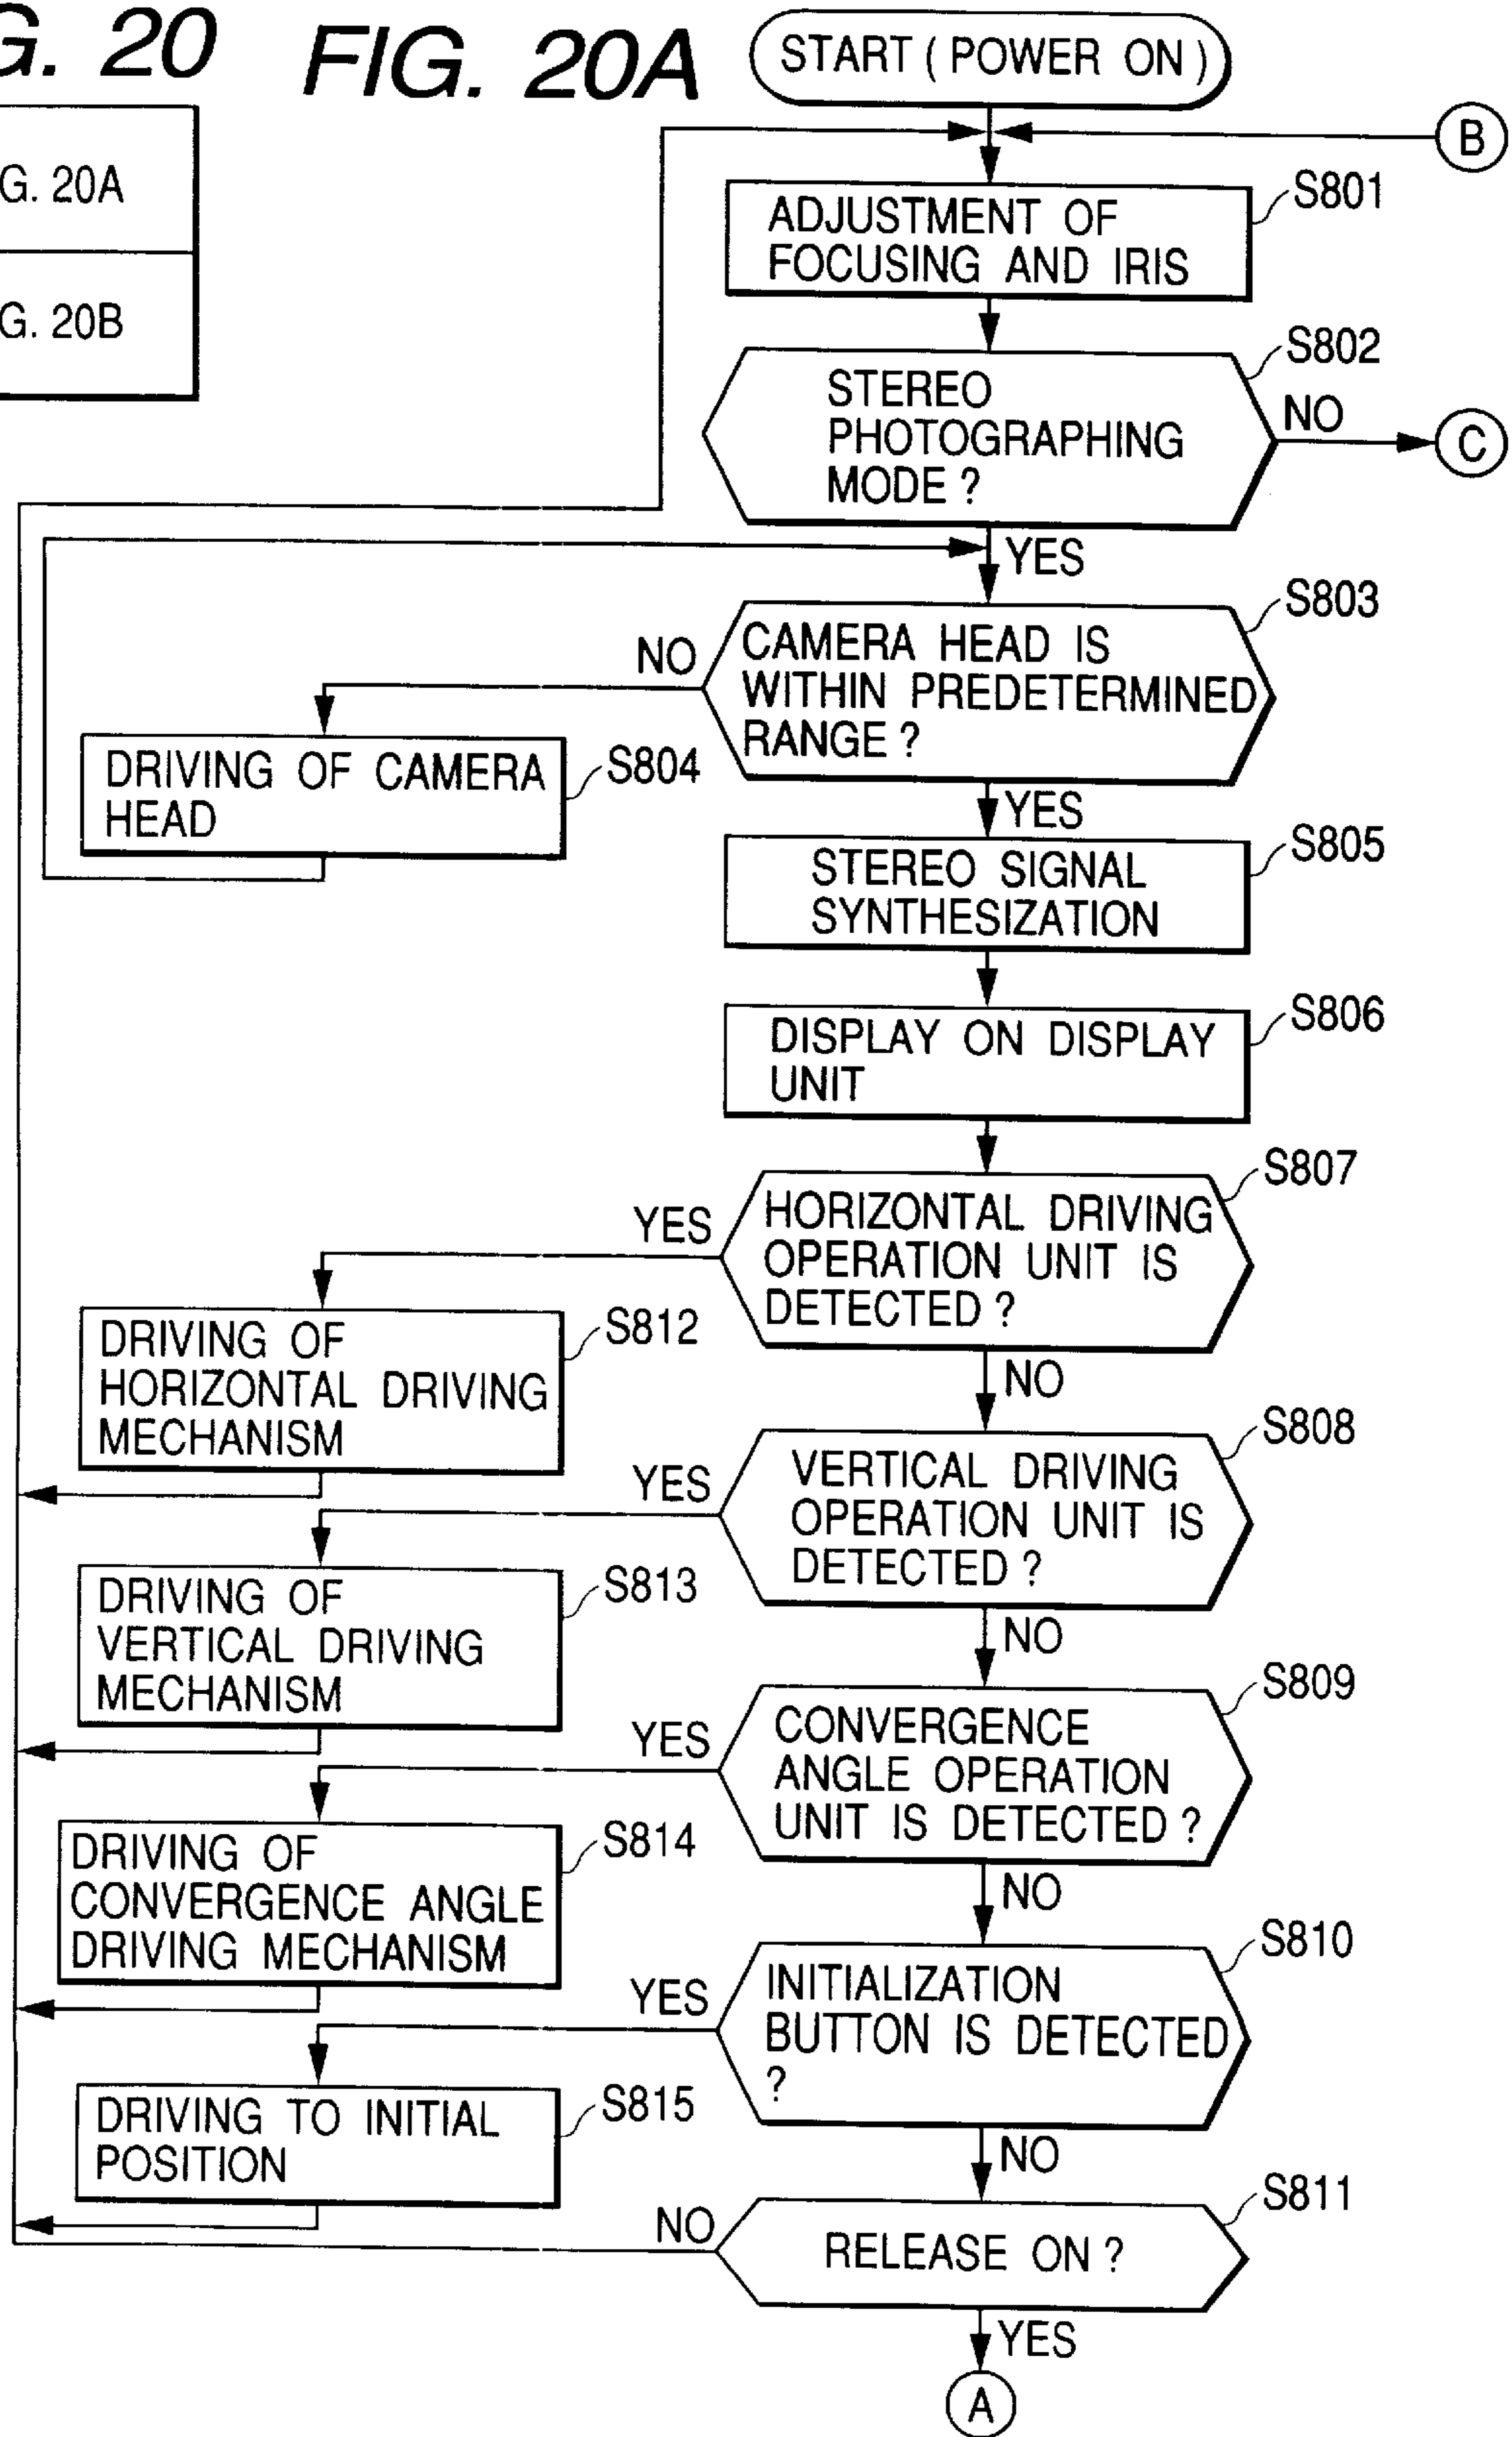 G. 20
FIG. 20A
G. 20A
G. 20B
START ( POWER ON )
B
ADJUSTMENT OF
FOCUSING AND IRIS
S801
STEREO
PHOTOGRAPHING
MODE ?
S802
NO
C
YES
CAMERA HEAD IS
WITHIN PREDETERMINED
RANGE ?
S803
NO
DRIVING OF CAMERA
HEAD
S804
YES
STEREO SIGNAL
SYNTHESIZATION
S805
DISPLAY ON DISPLAY
UNIT
S806
HORIZONTAL DRIVING
OPERATION UNIT IS
DETECTED ?
S807
YES
DRIVING OF
HORIZONTAL DRIVING
MECHANISM
S812
NO
VERTICAL DRIVING
OPERATION UNIT IS
DETECTED ?
S808
YES
DRIVING OF
VERTICAL DRIVING
MECHANISM
S813
NO
CONVERGENCE
ANGLE OPERATION
UNIT IS DETECTED ?
S809
YES
DRIVING OF
CONVERGENCE ANGLE
DRIVING MECHANISM
S814
NO
INITIALIZATION
BUTTON IS DETECTED
?
S810
YES
DRIVING TO INITIAL
POSITION
S815
NO
RELEASE ON ?
S811
NO
YES
A